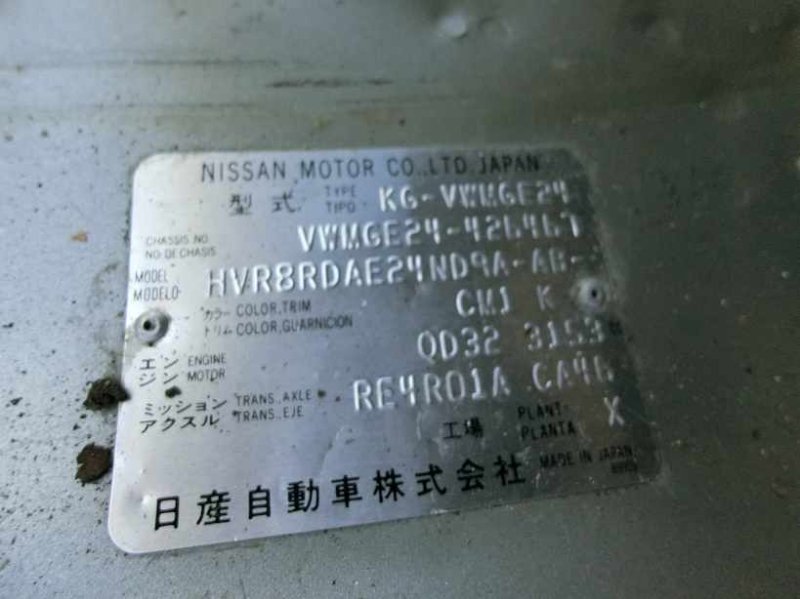 NISSAN MOTOR CO.,LTD. JAPAN
型式 TYPE TIPO KG-VWMGE24
CHASSIS NO. NO DE CHASIS VWMGE24-426467
MODEL MODELO HVR8RDAE24ND9A-AB-
カラー COLOR,TRIM CM1 K
トリム COLOR,GUARNICION
エンジン ENGINE MOTOR QD32 3153
ミッション TRANS.,AXLE RE4R01A CA46
アクスル TRANS.,EJE
工場 PLANT PLANTA X
日産自動車株式会社 MADE IN JAPAN